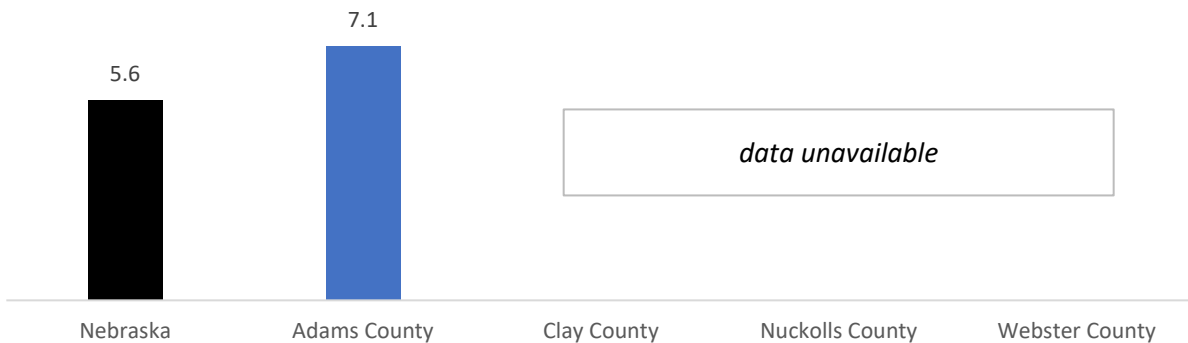 7.1
5.6
data unavailable
Nebraska
Adams County
Clay County
Nuckolls County
Webster County